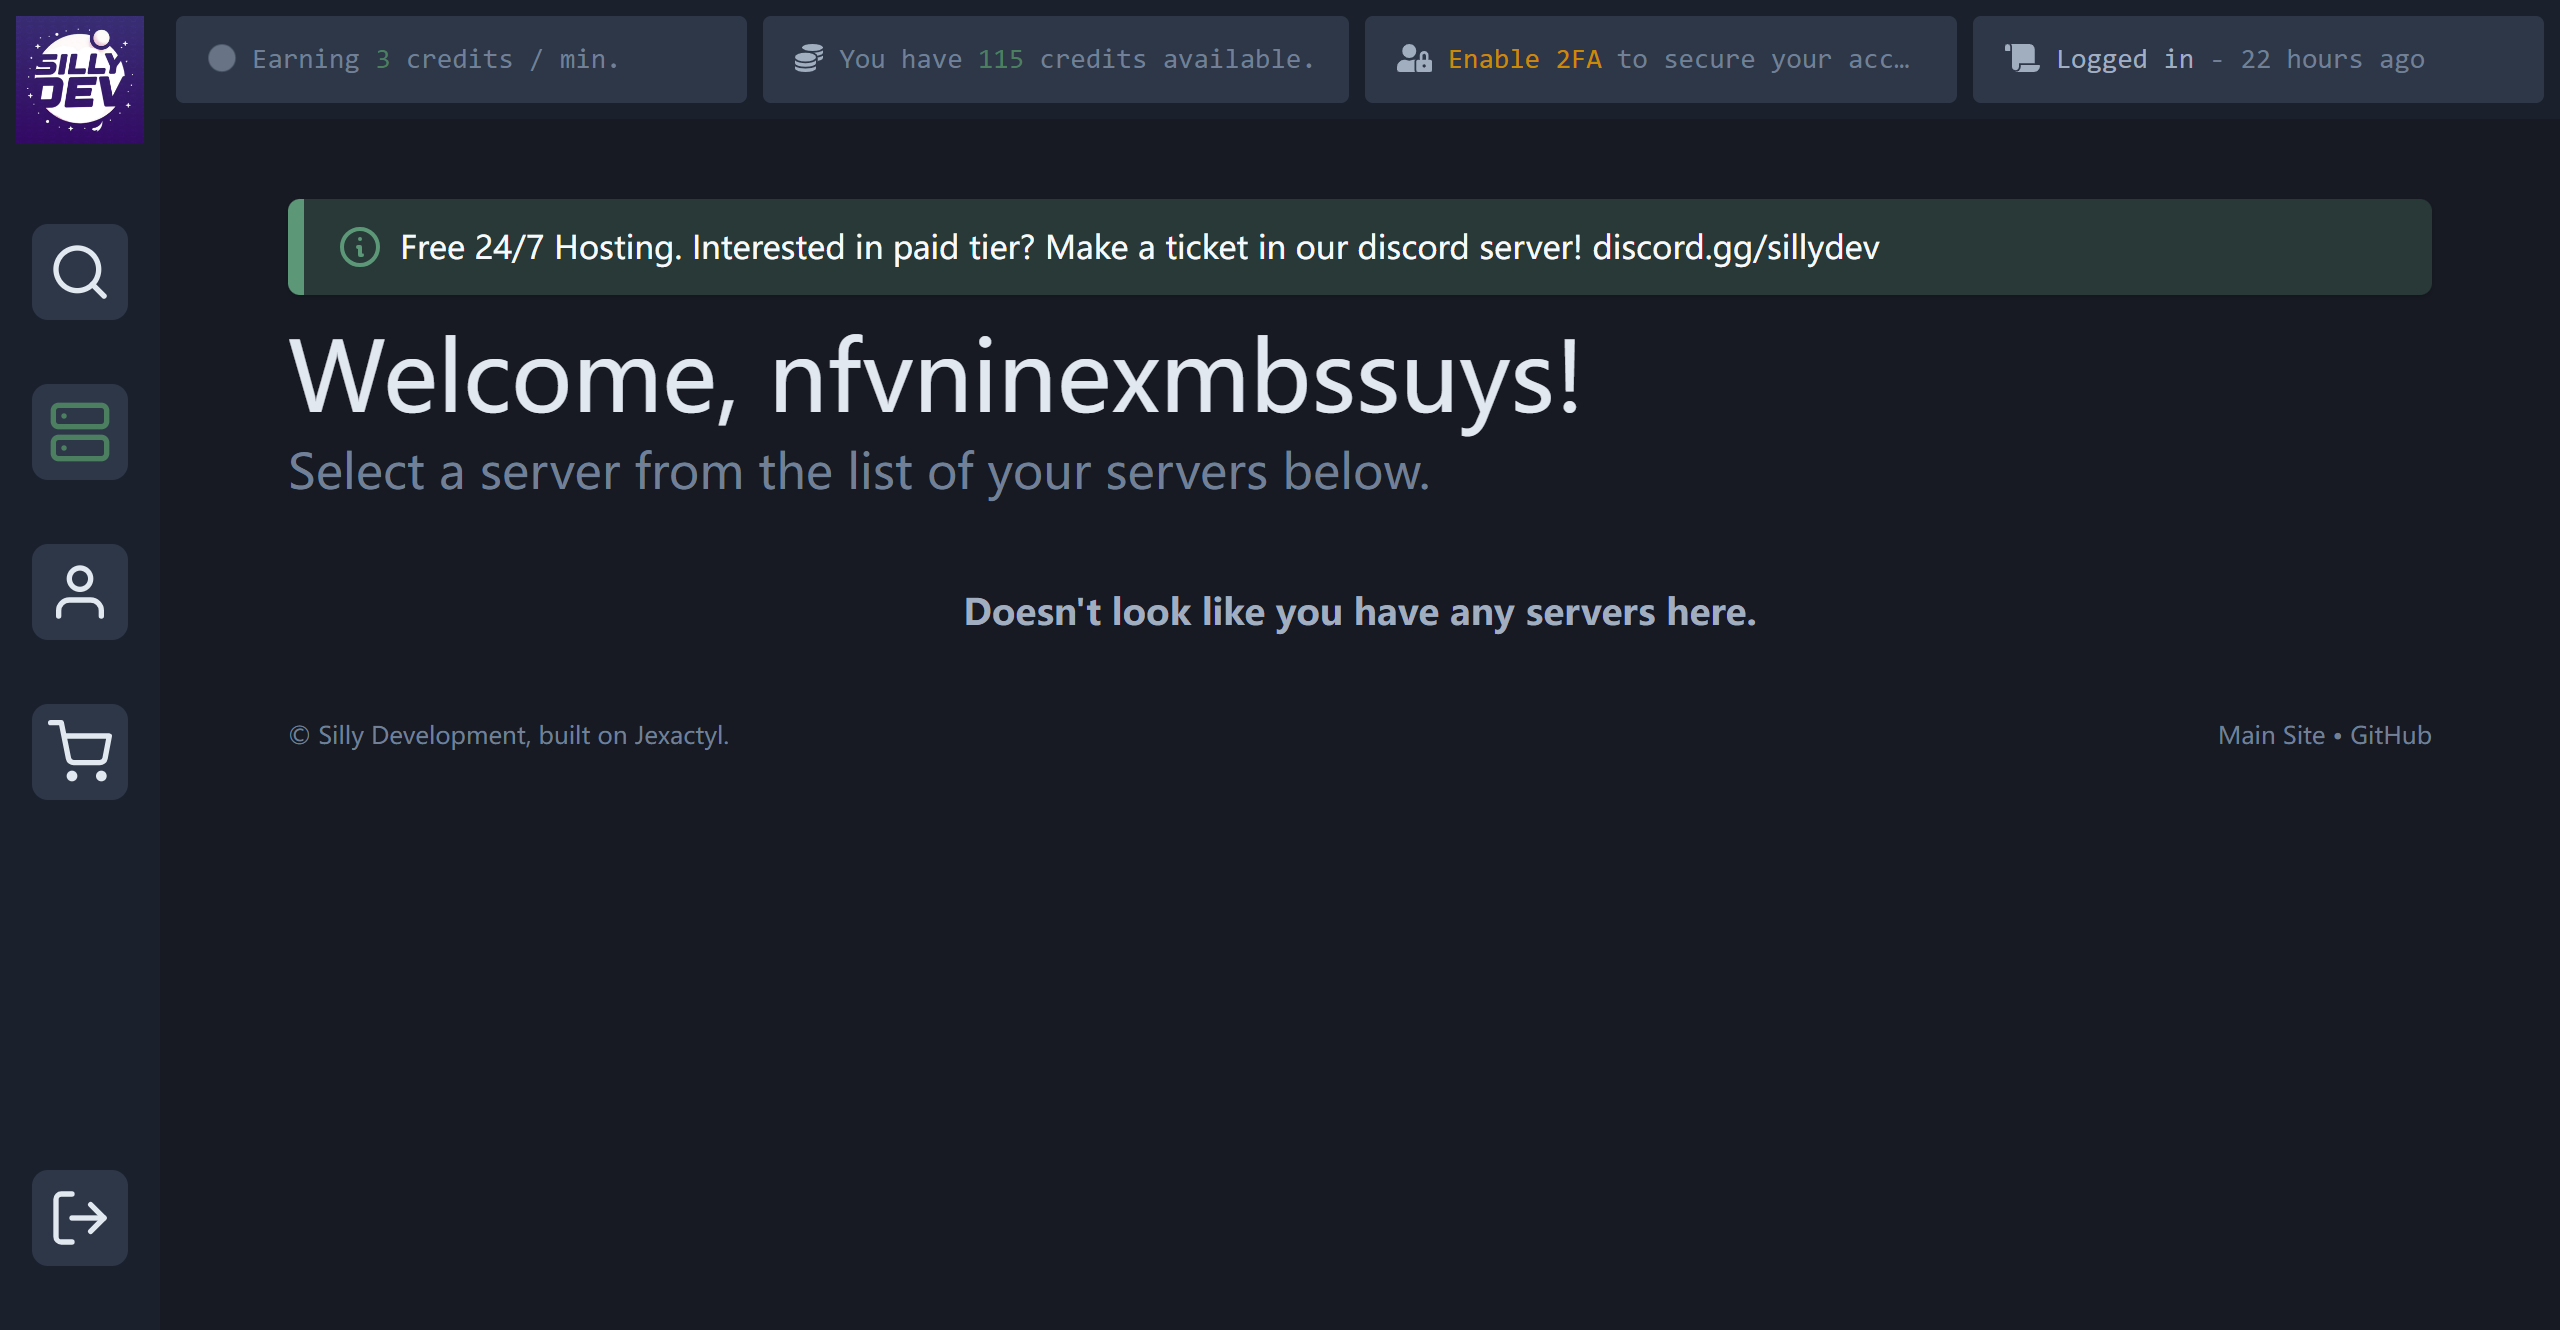 SILLY
DEV
Earning 3 credits / min.
You have 115 credits available.
Enable 2FA to secure your acc…
Logged in - 22 hours ago
Free 24/7 Hosting. Interested in paid tier? Make a ticket in our discord server! discord.gg/sillydev
Welcome, nfvninexmbssuys!
Select a server from the list of your servers below.
Doesn't look like you have any servers here.
© Silly Development, built on Jexactyl.
Main Site • GitHub